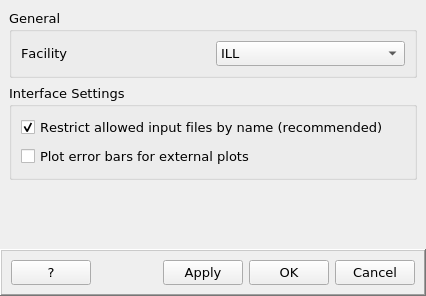 General
Facility ILL
Interface Settings
Restrict allowed input files by name (recommended)
Plot error bars for external plots
? Apply OK Cancel